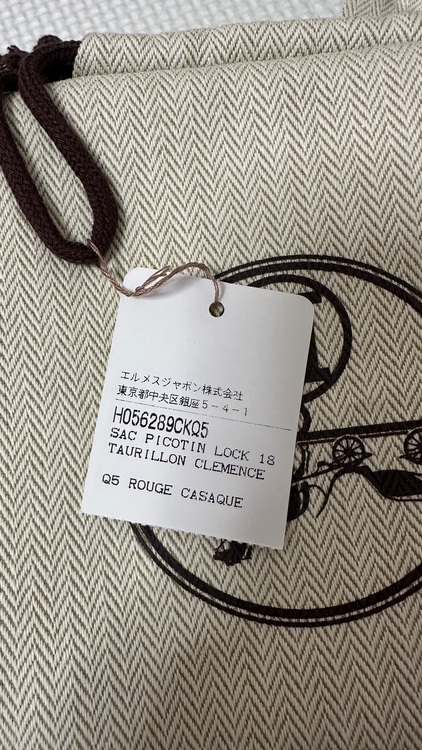 エルメスジャポン株式会社
東京都中央区銀座5-4-1
H056289CKQ5
SAC PICOTIN LOCK 18
TAURILLON CLEMENCE
Q5 ROUGE CASAQUE